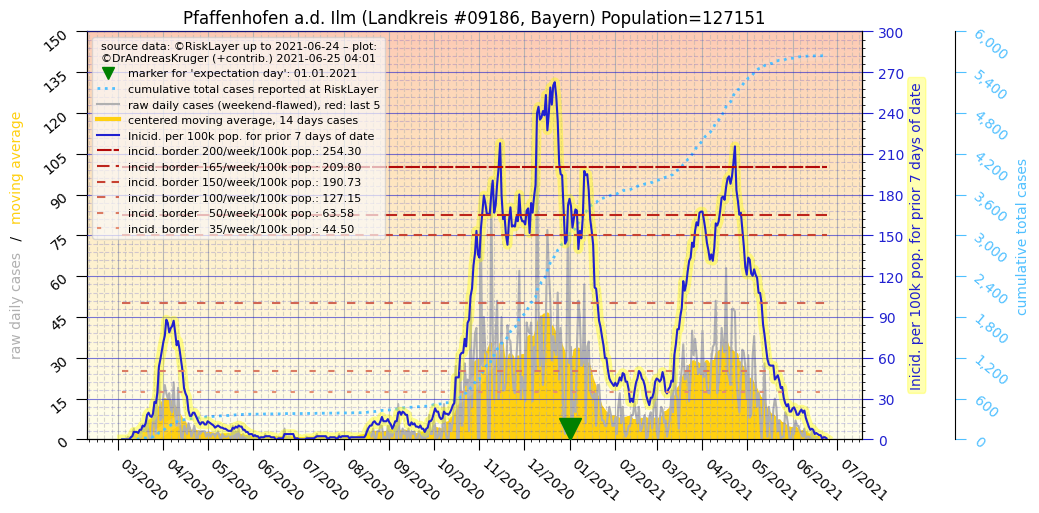 Pfaffenhofen a.d. Ilm (Landkreis #09186, Bayern) Population=127151
source data: ©RiskLayer up to 2021-06-24 – plot:
©DrAndreasKruger (+contrib.) 2021-06-25 04:01
marker for 'expectation day': 01.01.2021
cumulative total cases reported at RiskLayer
raw daily cases (weekend-flawed), red: last 5
centered moving average, 14 days cases
Inicid. per 100k pop. for prior 7 days of date
incid. border 200/week/100k pop.: 254.30
incid. border 165/week/100k pop.: 209.80
incid. border 150/week/100k pop.: 190.73
incid. border 100/week/100k pop.: 127.15
incid. border   50/week/100k pop.: 63.58
incid. border   35/week/100k pop.: 44.50
raw daily cases   /   moving average
150
135
120
105
90
75
60
45
30
15
0
03/2020
04/2020
05/2020
06/2020
07/2020
08/2020
09/2020
10/2020
11/2020
12/2020
01/2021
02/2021
03/2021
04/2021
05/2021
06/2021
07/2021
300
270
240
210
180
150
120
90
60
30
0
Inicid. per 100k pop. for prior 7 days of date
6,000
5,400
4,800
4,200
3,600
3,000
2,400
1,800
1,200
600
0
cumulative total cases